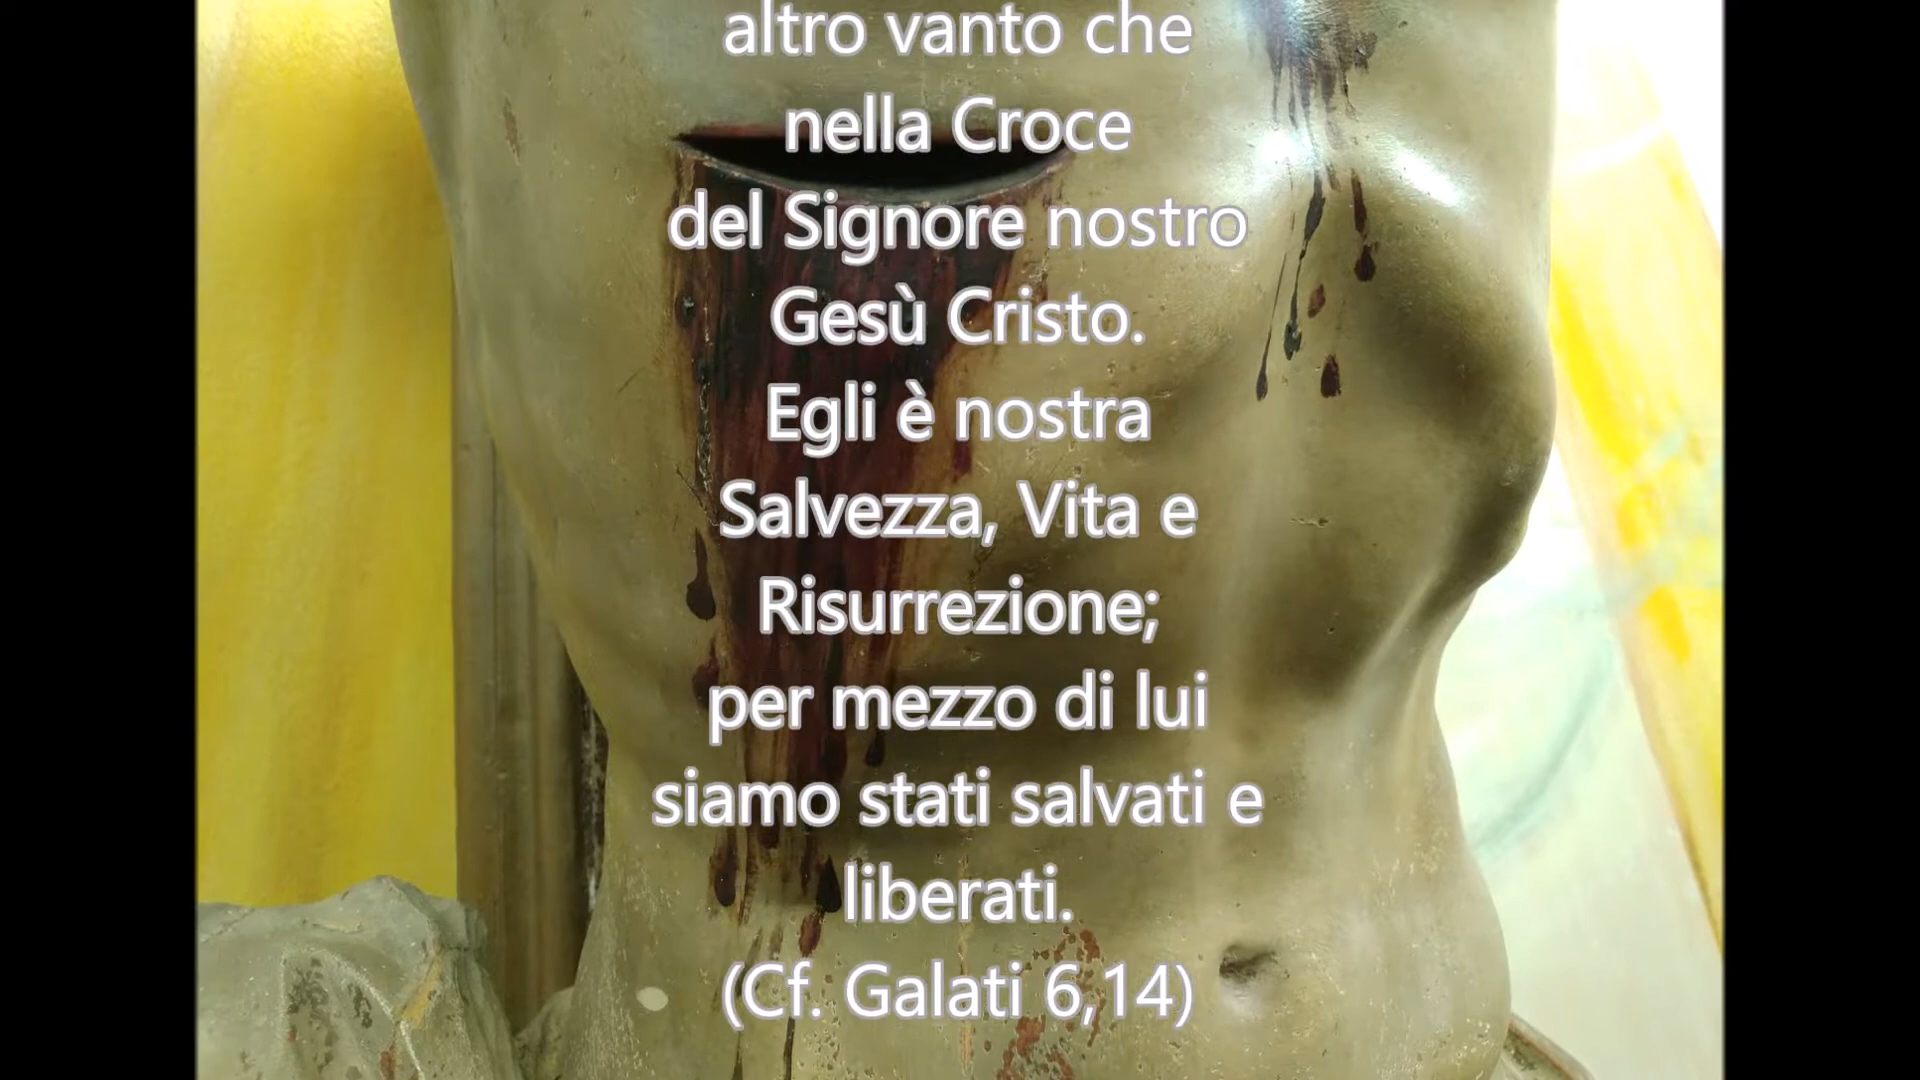 altro vanto che
nella Croce
del Signore nostro
Gesù Cristo.
Egli è nostra
Salvezza, Vita e
Risurrezione;
per mezzo di lui
siamo stati salvati e
liberati.
(Cf. Galati 6,14)